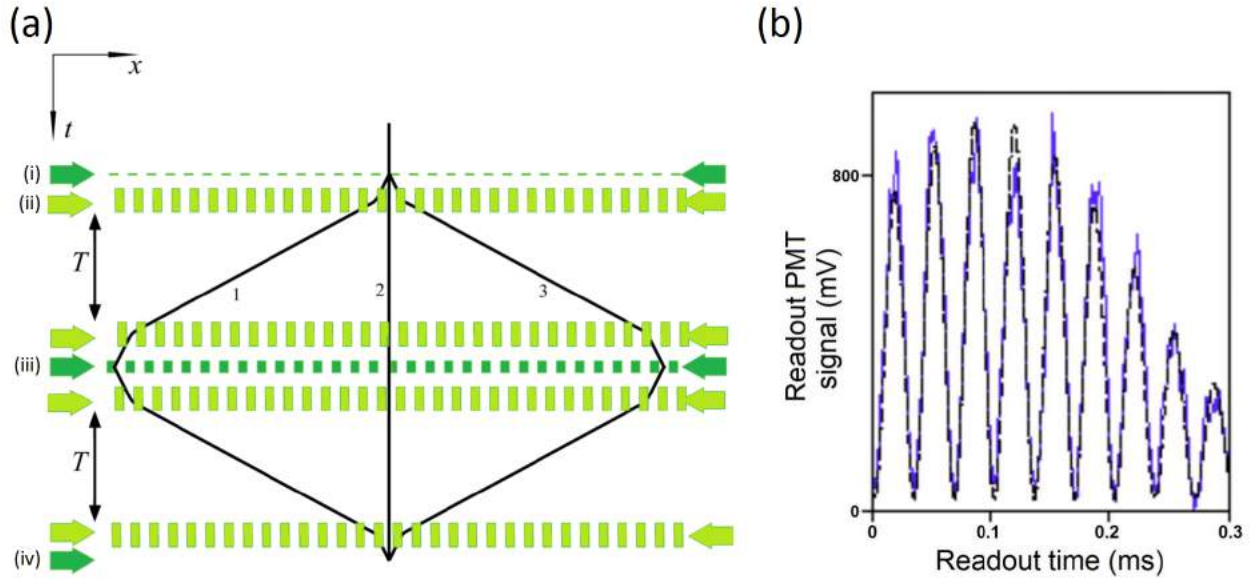 (a)
x
t
(i)
(ii)
T
1
2
3
(iii)
T
(iv)
(b)
Readout PMT
signal (mV)
800
0
0
0.1
0.2
0.3
Readout time (ms)